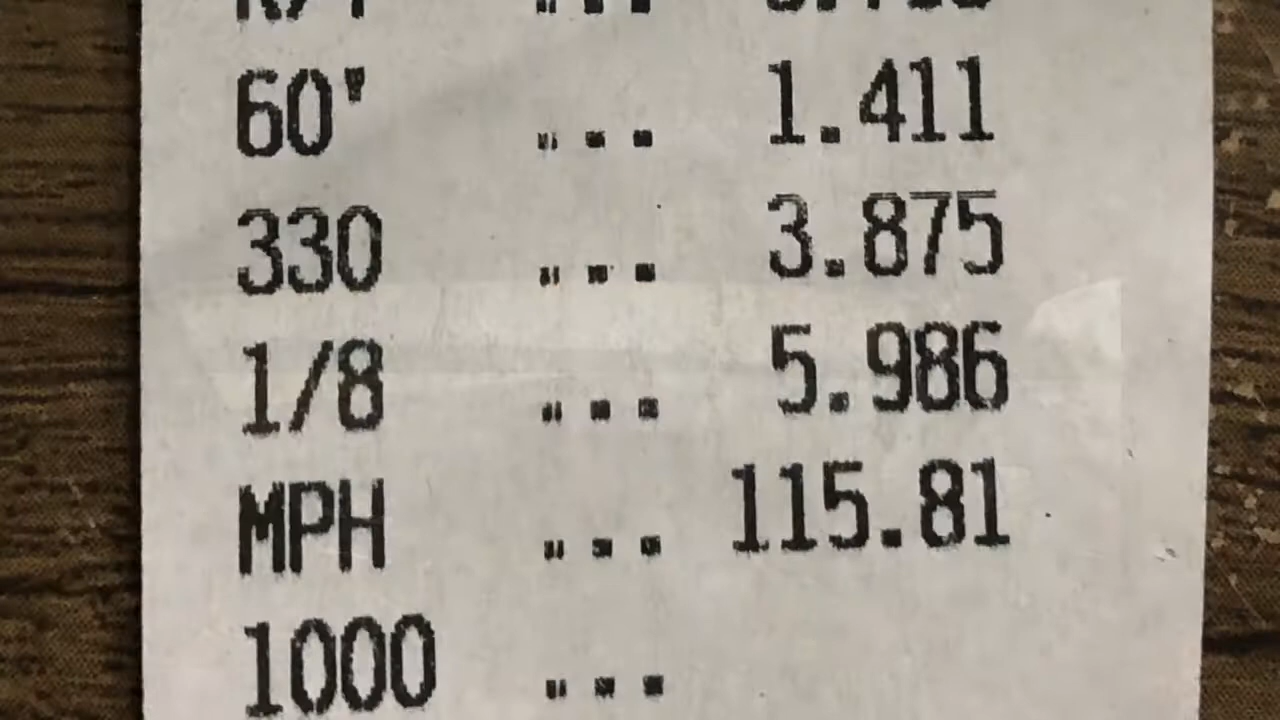 60' ... 1.411
330 ... 3.875
1/8 ... 5.986
MPH ... 115.81
1000 ...